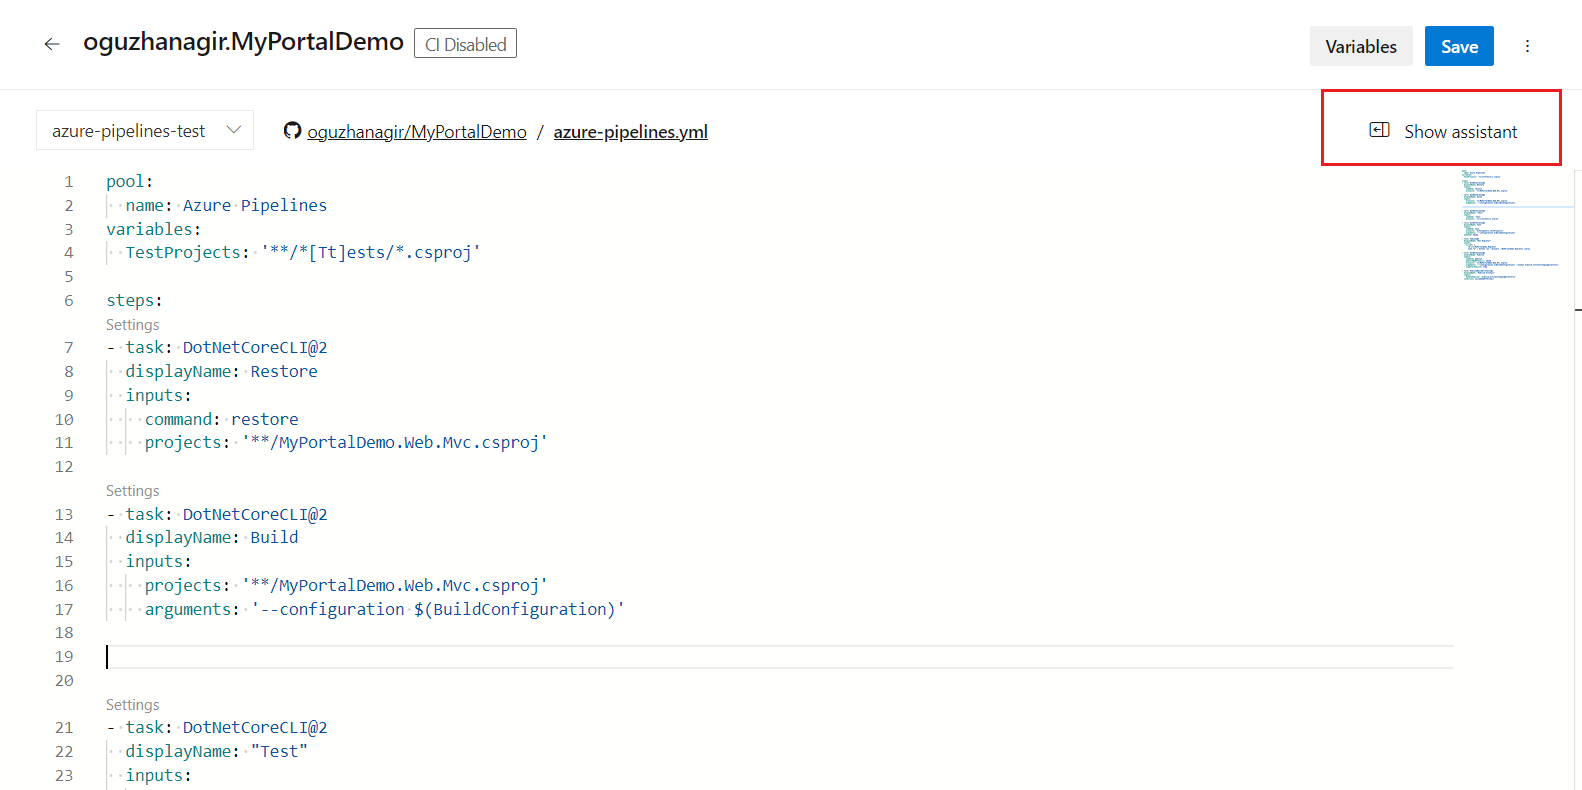 oguzhanagir.MyPortalDemo CI Disabled Variables Save
azure-pipelines-test oguzhanagir/MyPortalDemo / azure-pipelines.yml Show assistant
1 pool:
2 name: Azure Pipelines
3 variables:
4 TestProjects: '**/*[Tt]ests/*.csproj'
5
6 steps:
Settings
7 - task: DotNetCoreCLI@2
8 displayName: Restore
9 inputs:
10 command: restore
11 projects: '**/MyPortalDemo.Web.Mvc.csproj'
12
Settings
13 - task: DotNetCoreCLI@2
14 displayName: Build
15 inputs:
16 projects: '**/MyPortalDemo.Web.Mvc.csproj'
17 arguments: '--configuration $(BuildConfiguration)'
18
19
20
Settings
21 - task: DotNetCoreCLI@2
22 displayName: "Test"
23 inputs: